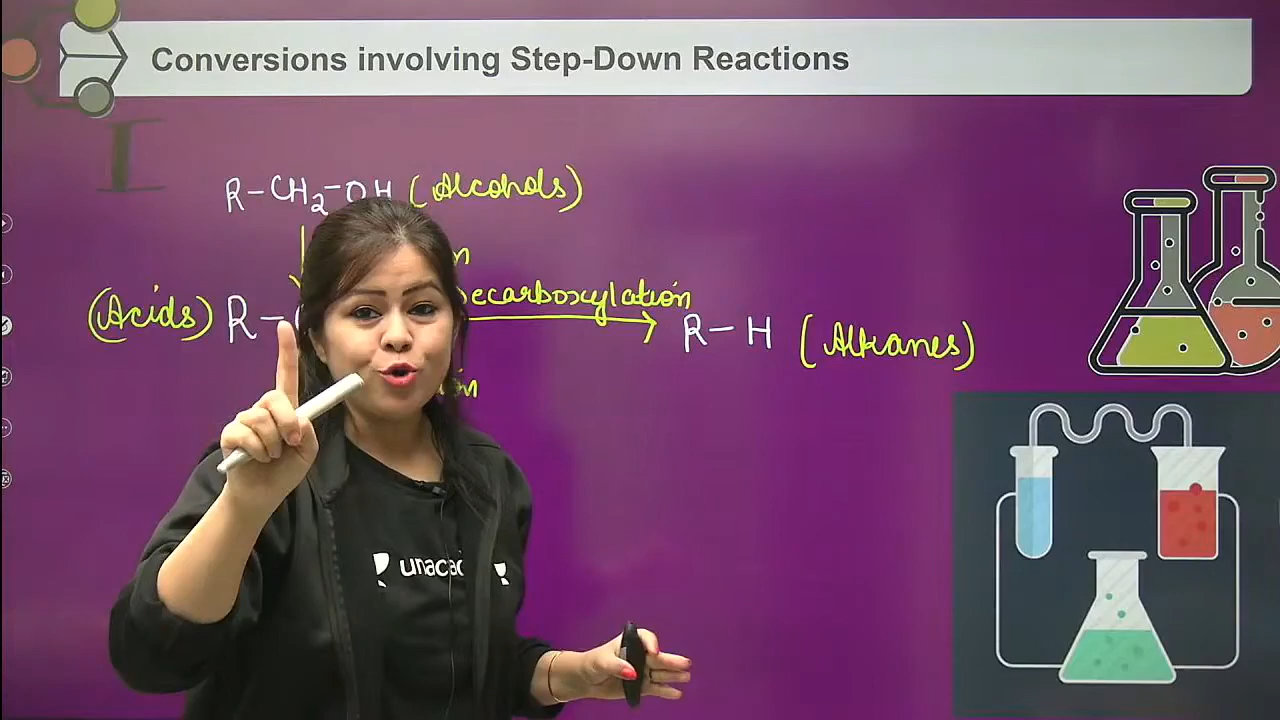 Conversions involving Step-Down Reactions
I
R-CH2-OH (Alcohols)
(Acids) R-
Decarboxylation
R-H (Alkanes)
unacad